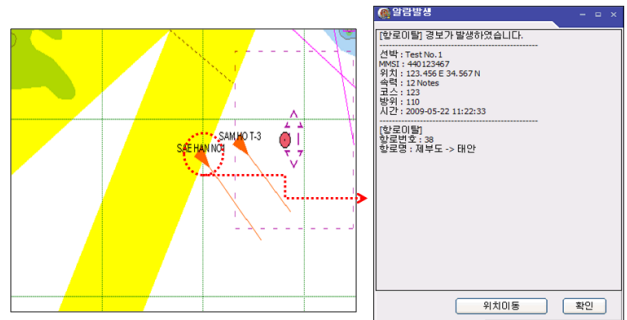 알람발생
[항로이탈] 경보가 발생하였습니다.
선박 : Test No.1
MMSI : 440123467
위치 : 123.456 E 34.567 N
속력 : 12 Notes
코스 : 123
방위 : 110
시간 : 2009-05-22 11:22:33
[항로이탈]
항로번호 : 38
항로명 : 제부도 -> 태안
위치이동
확인
SAM HO T-3
SAE HAN NO1